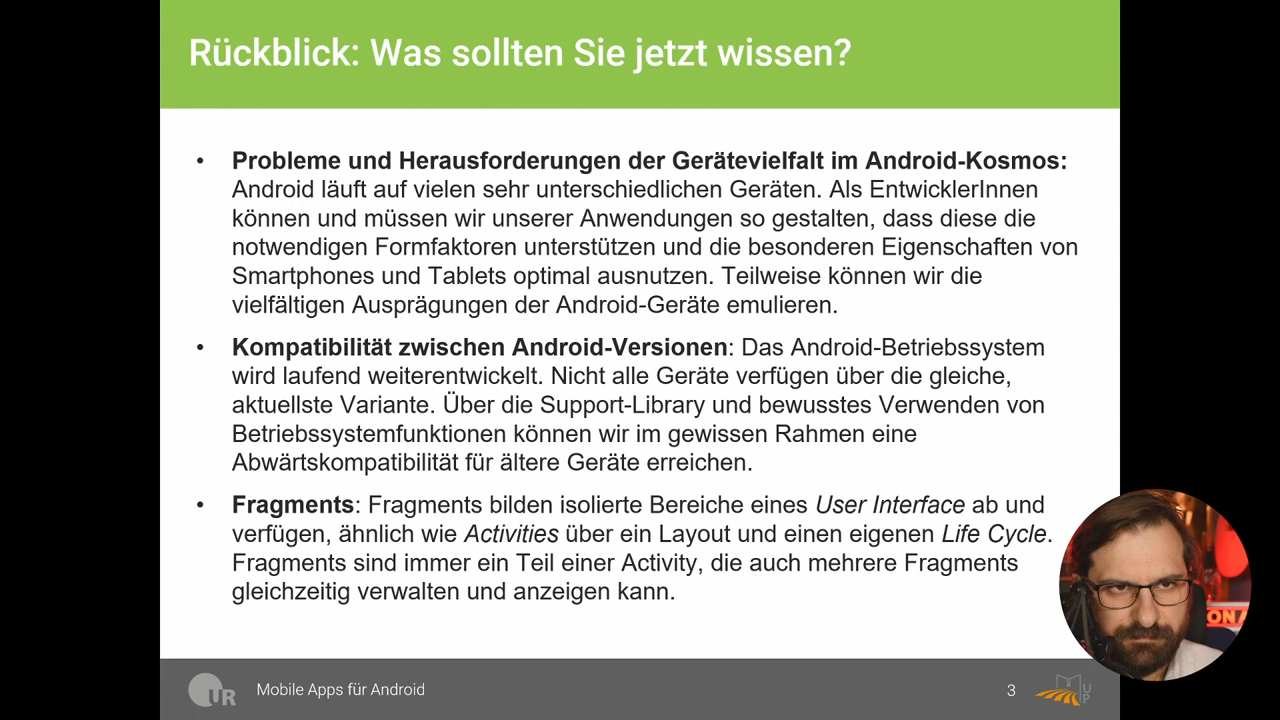 Rückblick: Was sollten Sie jetzt wissen?
• Probleme und Herausforderungen der Gerätevielfalt im Android-Kosmos:
Android läuft auf vielen sehr unterschiedlichen Geräten. Als EntwicklerInnen
können und müssen wir unserer Anwendungen so gestalten, dass diese die
notwendigen Formfaktoren unterstützen und die besonderen Eigenschaften von
Smartphones und Tablets optimal ausnutzen. Teilweise können wir die
vielfältigen Ausprägungen der Android-Geräte emulieren.
• Kompatibilität zwischen Android-Versionen: Das Android-Betriebssystem
wird laufend weiterentwickelt. Nicht alle Geräte verfügen über die gleiche,
aktuellste Variante. Über die Support-Library und bewusstes Verwenden von
Betriebssystemfunktionen können wir im gewissen Rahmen eine
Abwärtskompatibilität für ältere Geräte erreichen.
• Fragments: Fragments bilden isolierte Bereiche eines User Interface ab und
verfügen, ähnlich wie Activities über ein Layout und einen eigenen Life Cycle.
Fragments sind immer ein Teil einer Activity, die auch mehrere Fragments
gleichzeitig verwalten und anzeigen kann.
UR
Mobile Apps für Android
3
UP